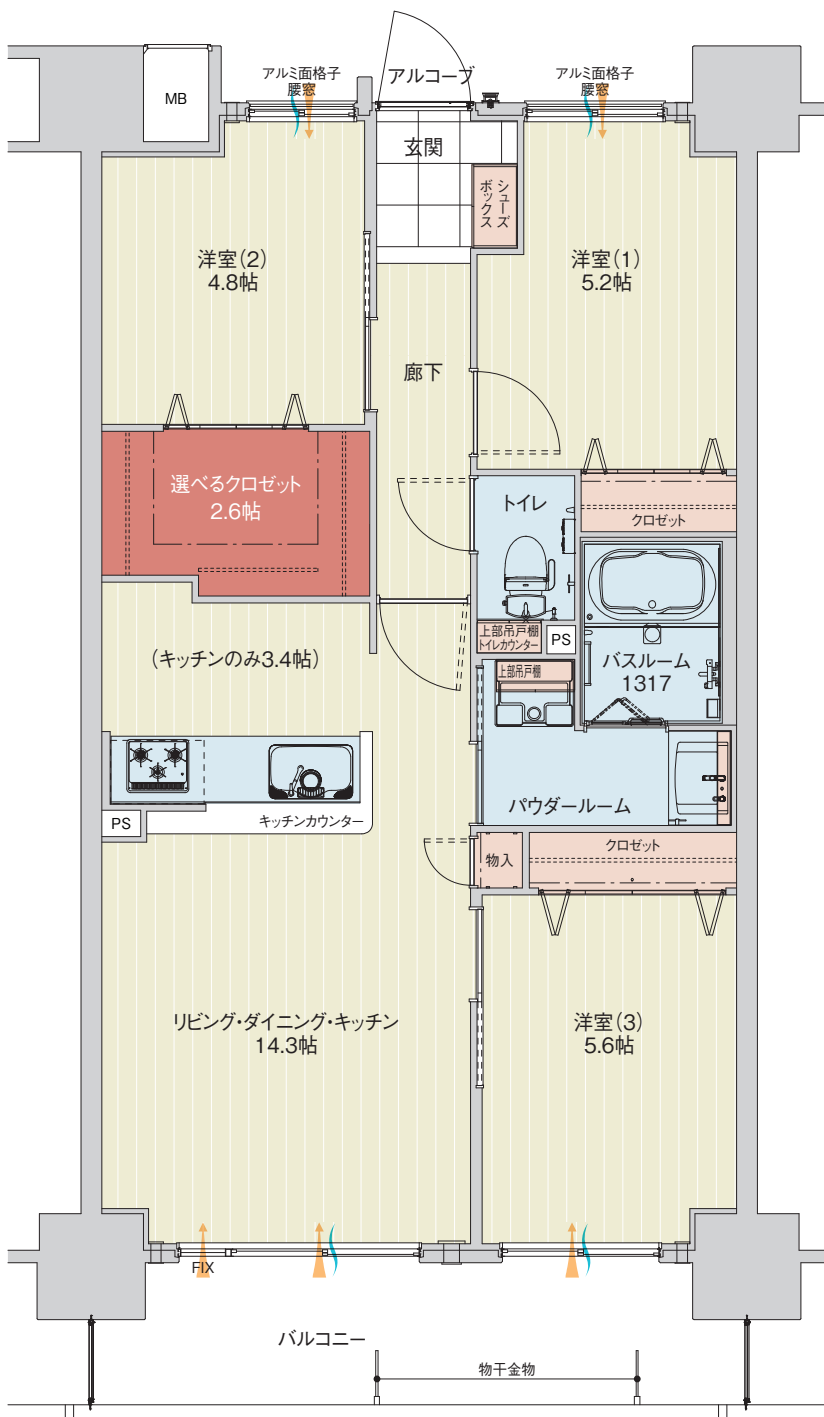 アルミ面格子
腰窓
アルコーブ
アルミ面格子
腰窓
MB
玄関
シューズ
ボックス
洋室(2)
4.8帖
洋室(1)
5.2帖
廊下
選べるクロゼット
2.6帖
トイレ
クロゼット
上部吊戸棚
トイレカウンター
PS
(キッチンのみ3.4帖)
上部吊戸棚
バスルーム
1317
パウダールーム
PS
キッチンカウンター
物入
クロゼット
リビング・ダイニング・キッチン
14.3帖
洋室(3)
5.6帖
FIX
バルコニー
物干金物